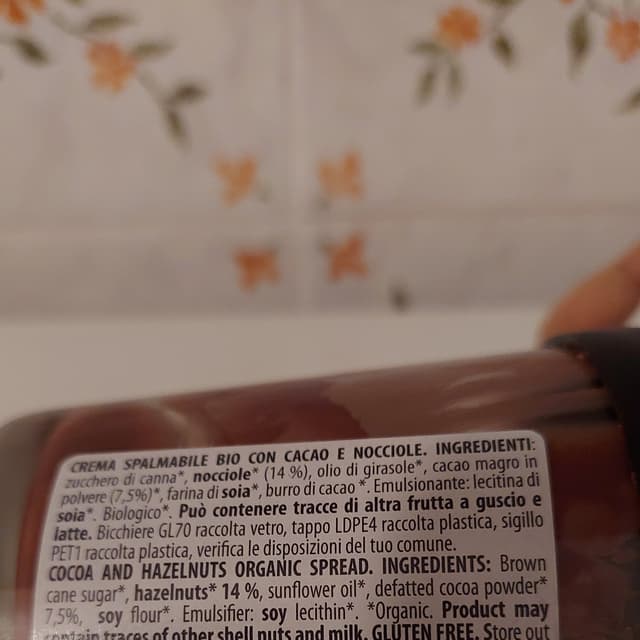 CREMA SPALMABILE BIO CON CACAO E NOCCIOLE. INGREDIENTI:
zucchero di canna*, nocciole* (14 %), olio di girasole*, cacao magro in
polvere (7,5%)*, farina di soia*, burro di cacao *. Emulsionante: lecitina di
soia*. Biologico*. Può contenere tracce di altra frutta a guscio e
latte. Bicchiere GL70 raccolta vetro, tappo LDPE4 raccolta plastica, sigillo
PET1 raccolta plastica, verifica le disposizioni del tuo comune.
COCOA AND HAZELNUTS ORGANIC SPREAD. INGREDIENTS: Brown
cane sugar*, hazelnuts* 14 %, sunflower oil*, defatted cocoa powder*
7,5%, soy flour*. Emulsifier: soy lecithin*. *Organic. Product may
contain traces of other shell nuts and milk. GLUTEN FREE. Store out